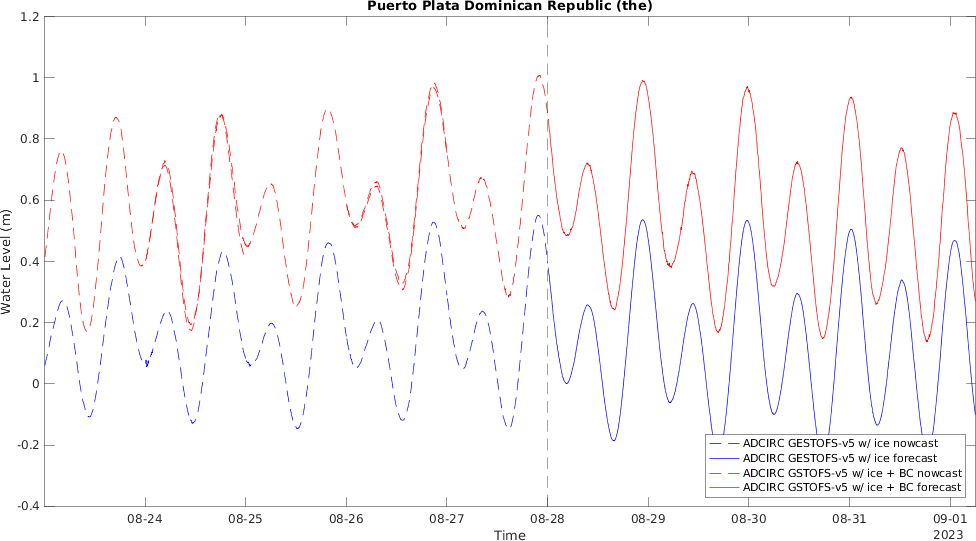 Puerto Plata Dominican Republic (the)
1.2
1
0.8
0.6
0.4
0.2
0
-0.2
-0.4
Water Level (m)
ADCIRC GESTOFS-v5 w/ ice nowcast
ADCIRC GESTOFS-v5 w/ ice forecast
ADCIRC GSTOFS-v5 w/ ice + BC nowcast
ADCIRC GSTOFS-v5 w/ ice + BC forecast
08-24 08-25 08-26 08-27 08-28 08-29 08-30 08-31 09-01
Time 2023